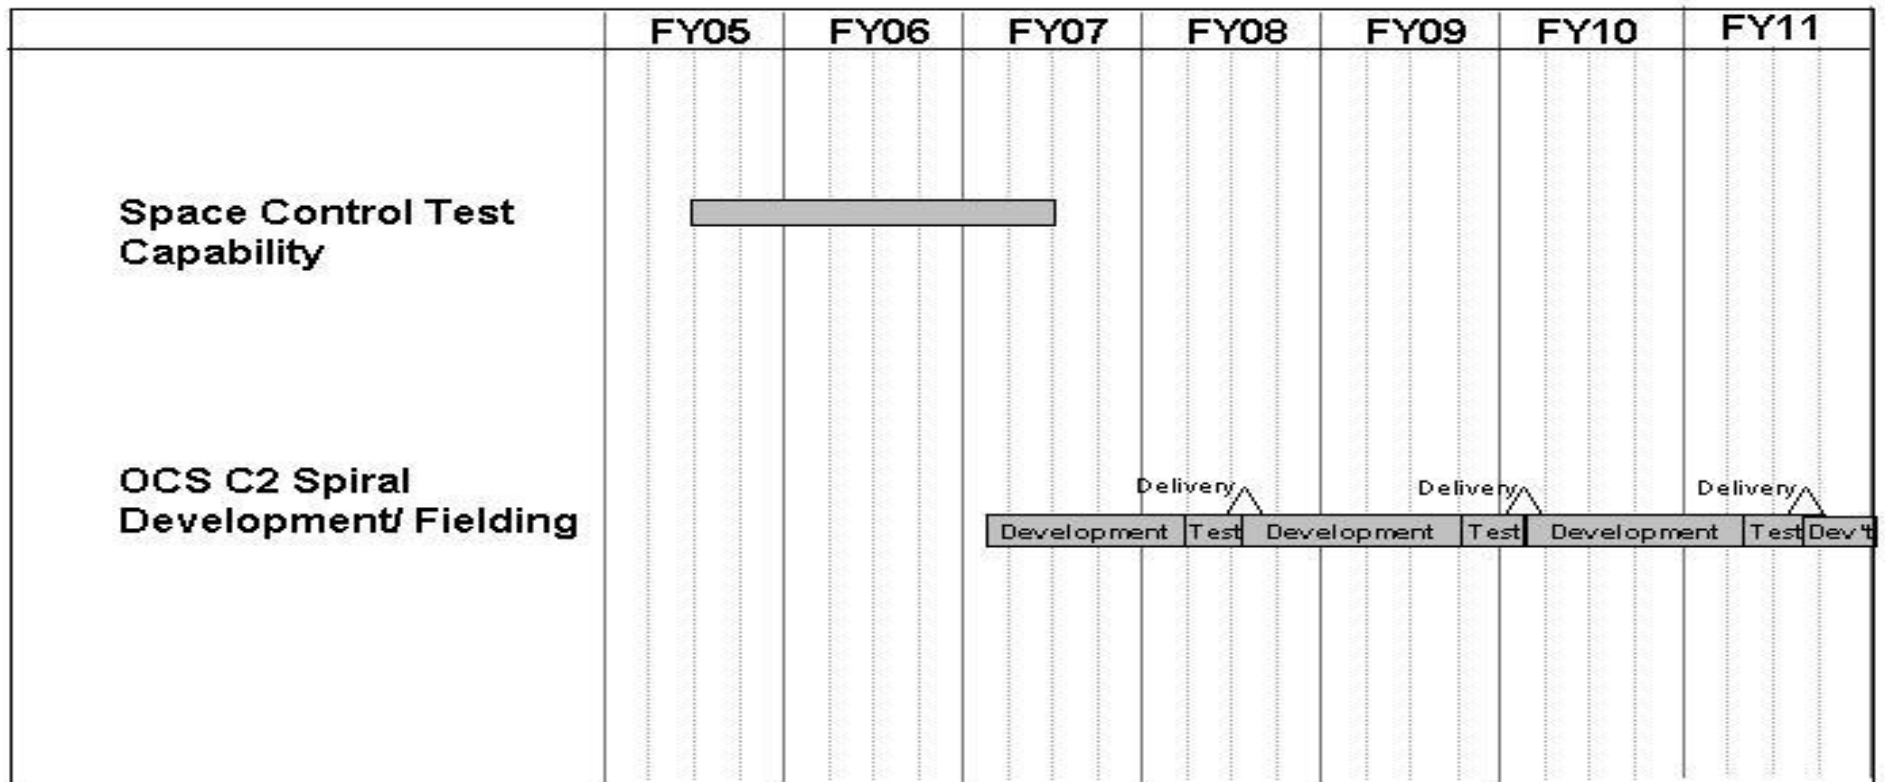 FY05 FY06 FY07 FY08 FY09 FY10 FY11
Space Control Test
Capability
OCS C2 Spiral
Development/ Fielding
Delivery Delivery Delivery
Development Test Development Test Development Test Dev't